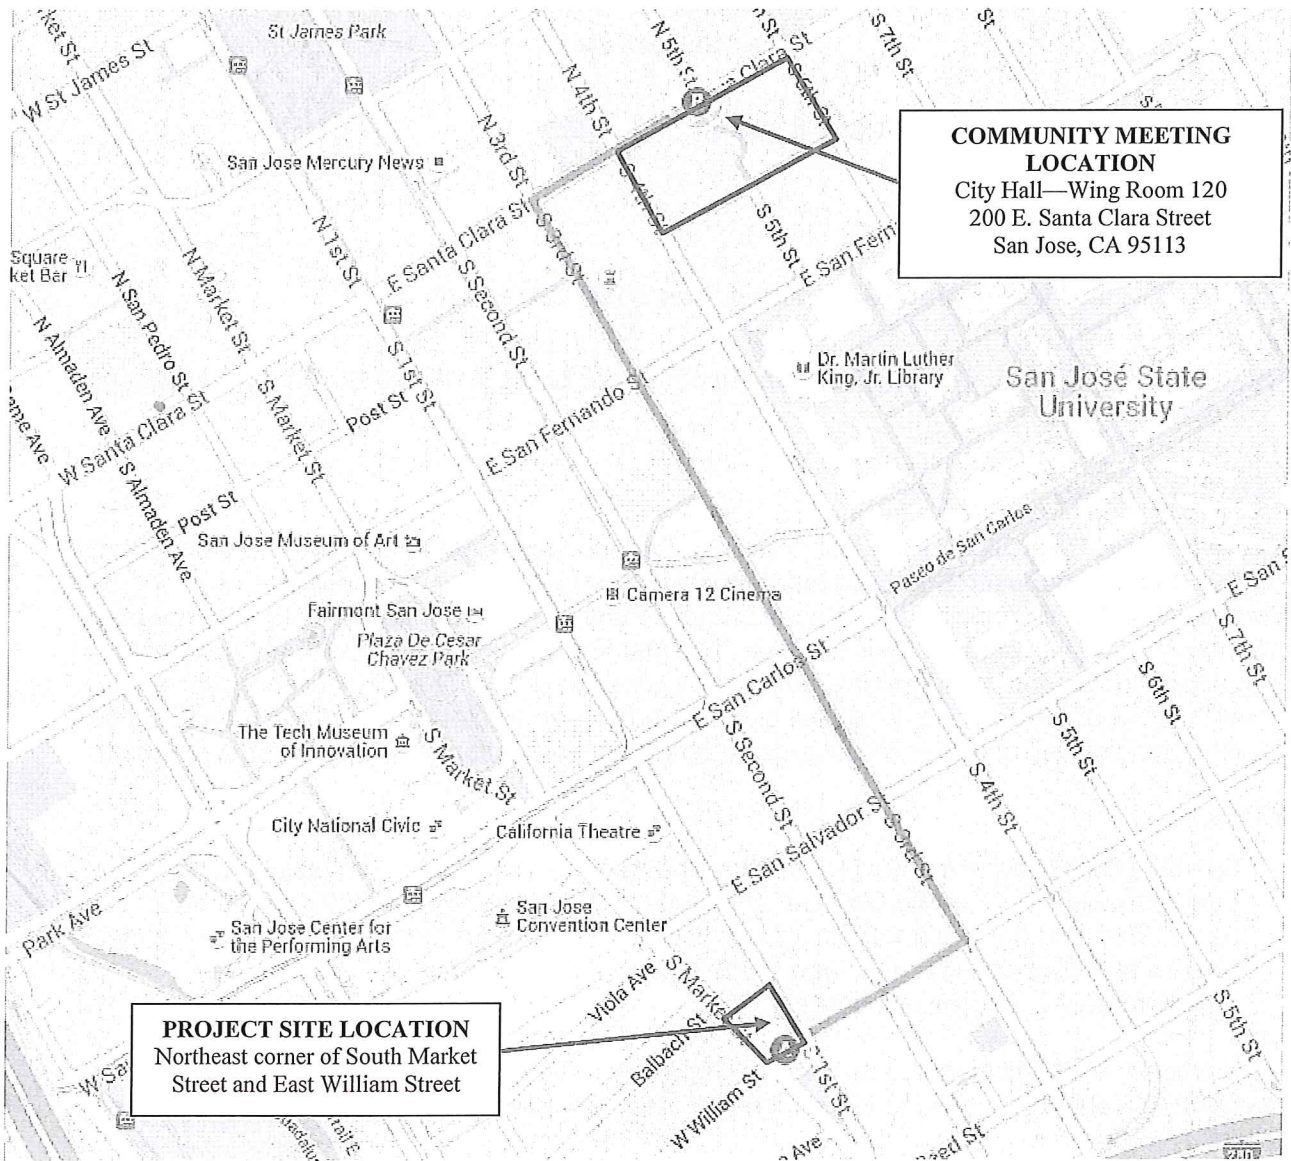 St James Park
W St James St
N 5th St
S 6th St
S 7th St
N 4th St
N 3rd St
San Jose Mercury News
S 4th St
COMMUNITY MEETING
LOCATION
City Hall—Wing Room 120
200 E. Santa Clara Street
San Jose, CA 95113
N 1st St
E Santa Clara St
S 3rd St
S 5th St
Square
ket Bar
N San Pedro St
N Market St
S Second St
N Almaden Ave
S 1st St
Dr. Martin Luther
King, Jr. Library
San José State
University
Post St
S Market St
W Santa Clara St
E San Fernando St
S Almaden Ave
Post St
San Jose Museum of Art
Paseo de San Carlos
Camera 12 Cinema
Fairmont San Jose
Plaza De Cesar
Chavez Park
S 7th St
E San Carlos St
S 6th St
S 5th St
The Tech Museum
of Innovation
S Market St
S Second St
S 4th St
City National Civic
California Theatre
E San Salvador S
S 3rd St
Park Ave
San Jose Center for
the Performing Arts
San Jose
Convention Center
Viola Ave
S Market
Balbach St
S 5th St
PROJECT SITE LOCATION
Northeast corner of South Market
Street and East William Street
W William St
S 1st St